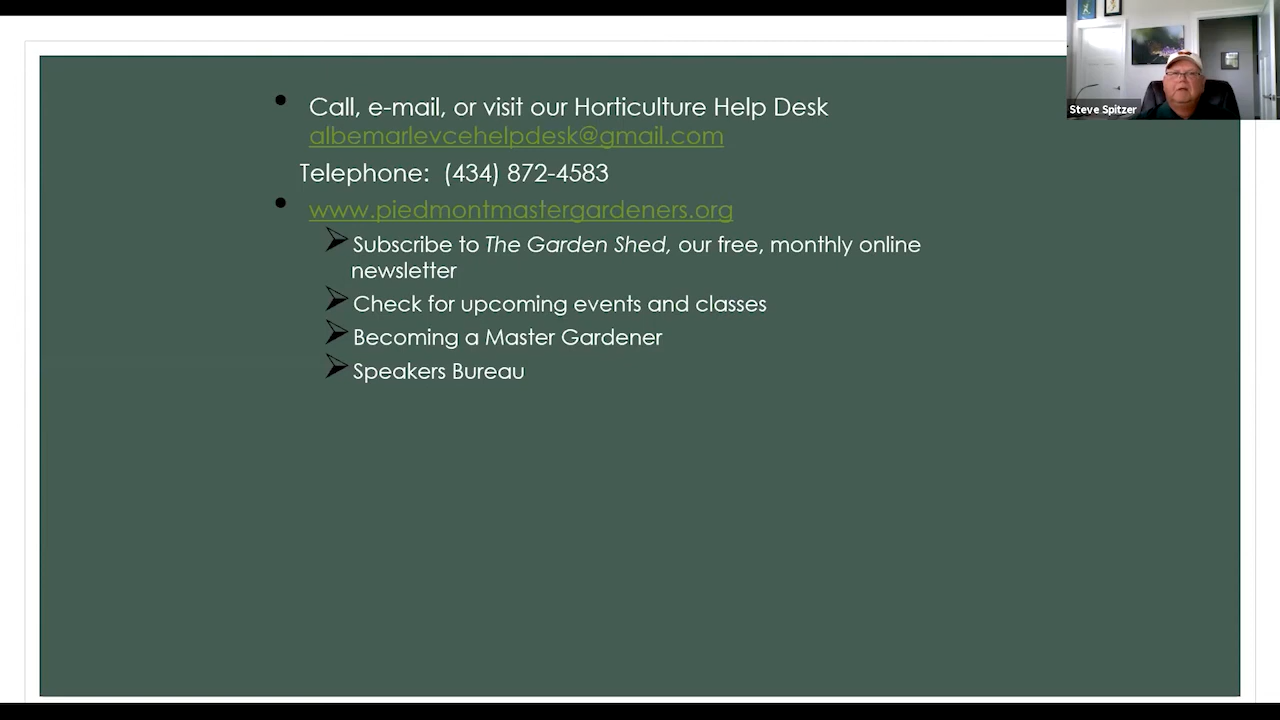 Steve Spitzer
• Call, e-mail, or visit our Horticulture Help Desk
albemarlevcehelpdesk@gmail.com
Telephone: (434) 872-4583
• www.piedmontmastergardeners.org
➢ Subscribe to The Garden Shed, our free, monthly online
newsletter
➢ Check for upcoming events and classes
➢ Becoming a Master Gardener
➢ Speakers Bureau